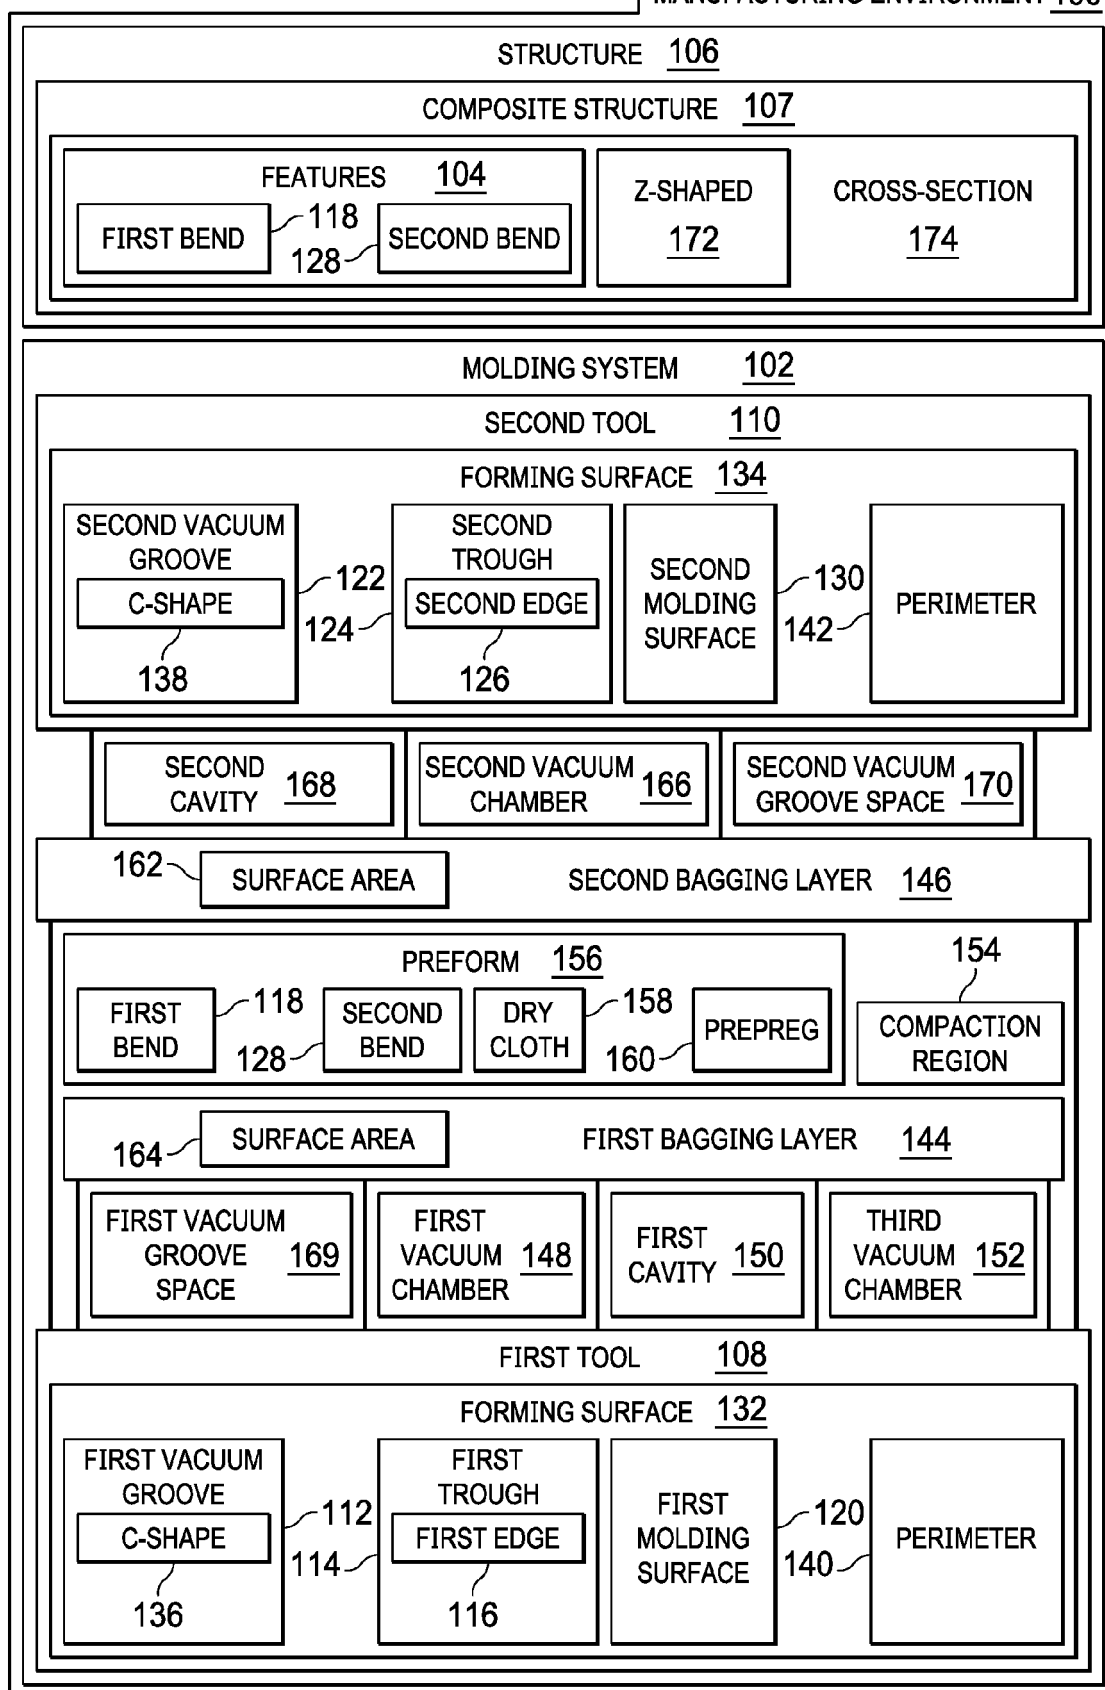 MANUFACTURING ENVIRONMENT
STRUCTURE 106
COMPOSITE STRUCTURE 107
FEATURES 104
FIRST BEND
118
128
SECOND BEND
Z-SHAPED
172
CROSS-SECTION
174
MOLDING SYSTEM 102
SECOND TOOL 110
FORMING SURFACE 134
SECOND VACUUM
GROOVE
C-SHAPE
138
122
124
SECOND
TROUGH
SECOND EDGE
126
SECOND
MOLDING
SURFACE
130
142
PERIMETER
SECOND
CAVITY
168
SECOND VACUUM
CHAMBER
166
SECOND VACUUM
GROOVE SPACE
170
162
SURFACE AREA
SECOND BAGGING LAYER 146
PREFORM 156
FIRST
BEND
118
128
SECOND
BEND
DRY
CLOTH
158
160
PREPREG
154
COMPACTION
REGION
164
SURFACE AREA
FIRST BAGGING LAYER 144
FIRST VACUUM
GROOVE
SPACE
169
FIRST
VACUUM
CHAMBER
148
FIRST
CAVITY
150
THIRD
VACUUM
CHAMBER
152
FIRST TOOL 108
FORMING SURFACE 132
FIRST VACUUM
GROOVE
C-SHAPE
136
112
114
FIRST
TROUGH
FIRST EDGE
116
FIRST
MOLDING
SURFACE
120
140
PERIMETER